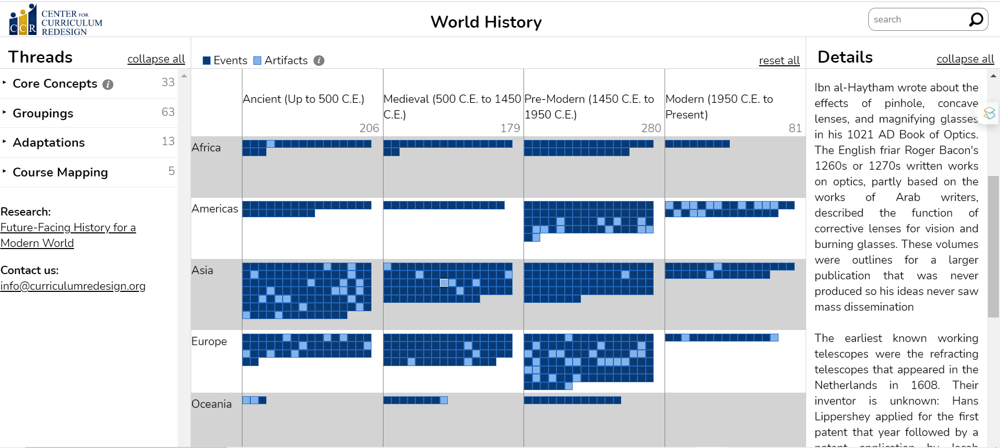 CCR
CENTER FOR
CURRICULUM
REDESIGN
World History
search
Threads
collapse all
Core Concepts i 33
Groupings 63
Adaptations 13
Course Mapping 5
Research:
Future-Facing History for a
Modern World
Contact us:
info@curriculumredesign.org
Events Artifacts i
reset all
Ancient (Up to 500 C.E.)
206
Medieval (500 C.E. to 1450
C.E.)
179
Pre-Modern (1450 C.E. to
1950 C.E.)
280
Modern (1950 C.E. to
Present)
81
Africa
Americas
Asia
Europe
Oceania
Details
collapse all
Ibn al-Haytham wrote about the
effects of pinhole, concave
lenses, and magnifying glasses
in his 1021 AD Book of Optics.
The English friar Roger Bacon's
1260s or 1270s written works
on optics, partly based on the
works of Arab writers,
described the function of
corrective lenses for vision and
burning glasses. These volumes
were outlines for a larger
publication that was never
produced so his ideas never saw
mass dissemination
The earliest known working
telescopes were the refracting
telescopes that appeared in the
Netherlands in 1608. Their
inventor is unknown: Hans
Lippershey applied for the first
patent that year followed by a
patent application by Jacob